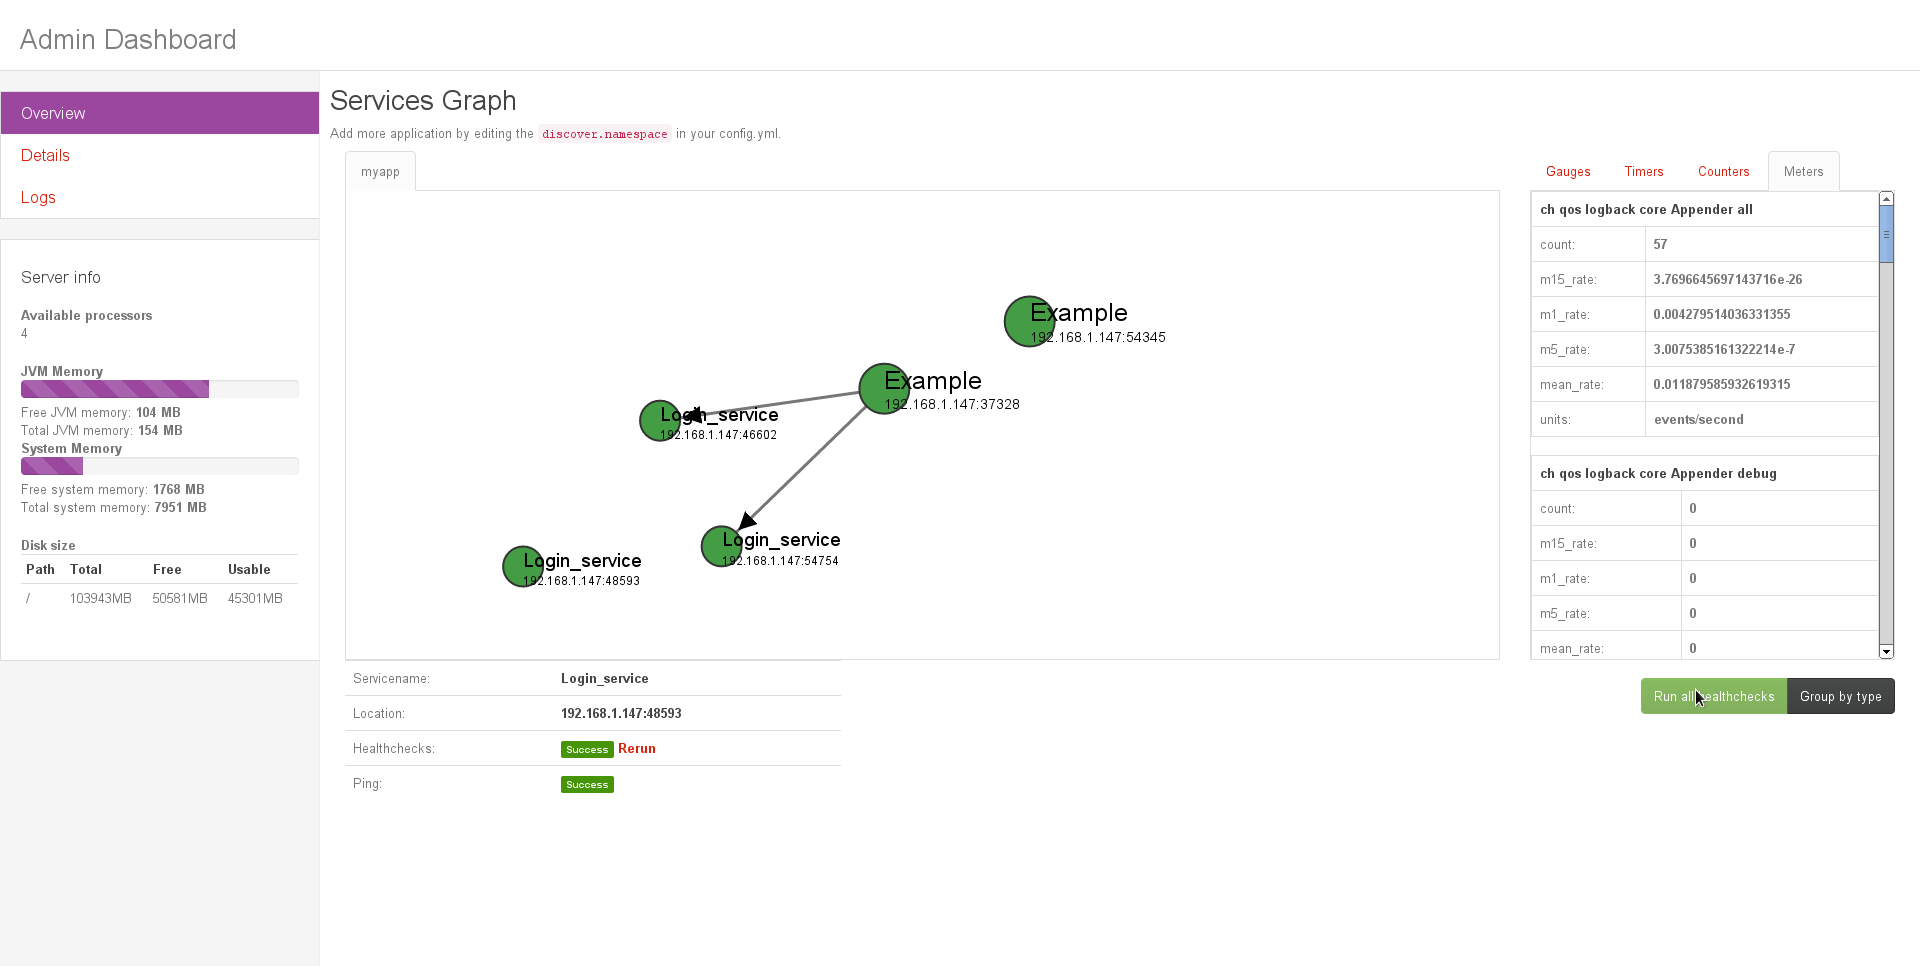 Admin Dashboard
Overview
Details
Logs
Server info
Available processors
4
JVM Memory
Free JVM memory: 104 MB
Total JVM memory: 154 MB
System Memory
Free system memory: 1768 MB
Total system memory: 7951 MB
Disk size
Path Total Free Usable
/ 103943MB 50581MB 45301MB
Services Graph
Add more application by editing the discover.namespace in your config.yml.
myapp
Example
192.168.1.147:54345
Example
192.168.1.147:37328
Login_service
192.168.1.147:46602
Login_service
192.168.1.147:54754
Login_service
192.168.1.147:48593
Servicename: Login_service
Location: 192.168.1.147:48593
Healthchecks: Success Rerun
Ping: Success
Gauges Timers Counters Meters
ch qos logback core Appender all
count: 57
m15_rate: 3.7696645697143716e-26
m1_rate: 0.004279514036331355
m5_rate: 3.0075385161322214e-7
mean_rate: 0.011879585932619315
units: events/second
ch qos logback core Appender debug
count: 0
m15_rate: 0
m1_rate: 0
m5_rate: 0
mean_rate: 0
Run all healthchecks Group by type